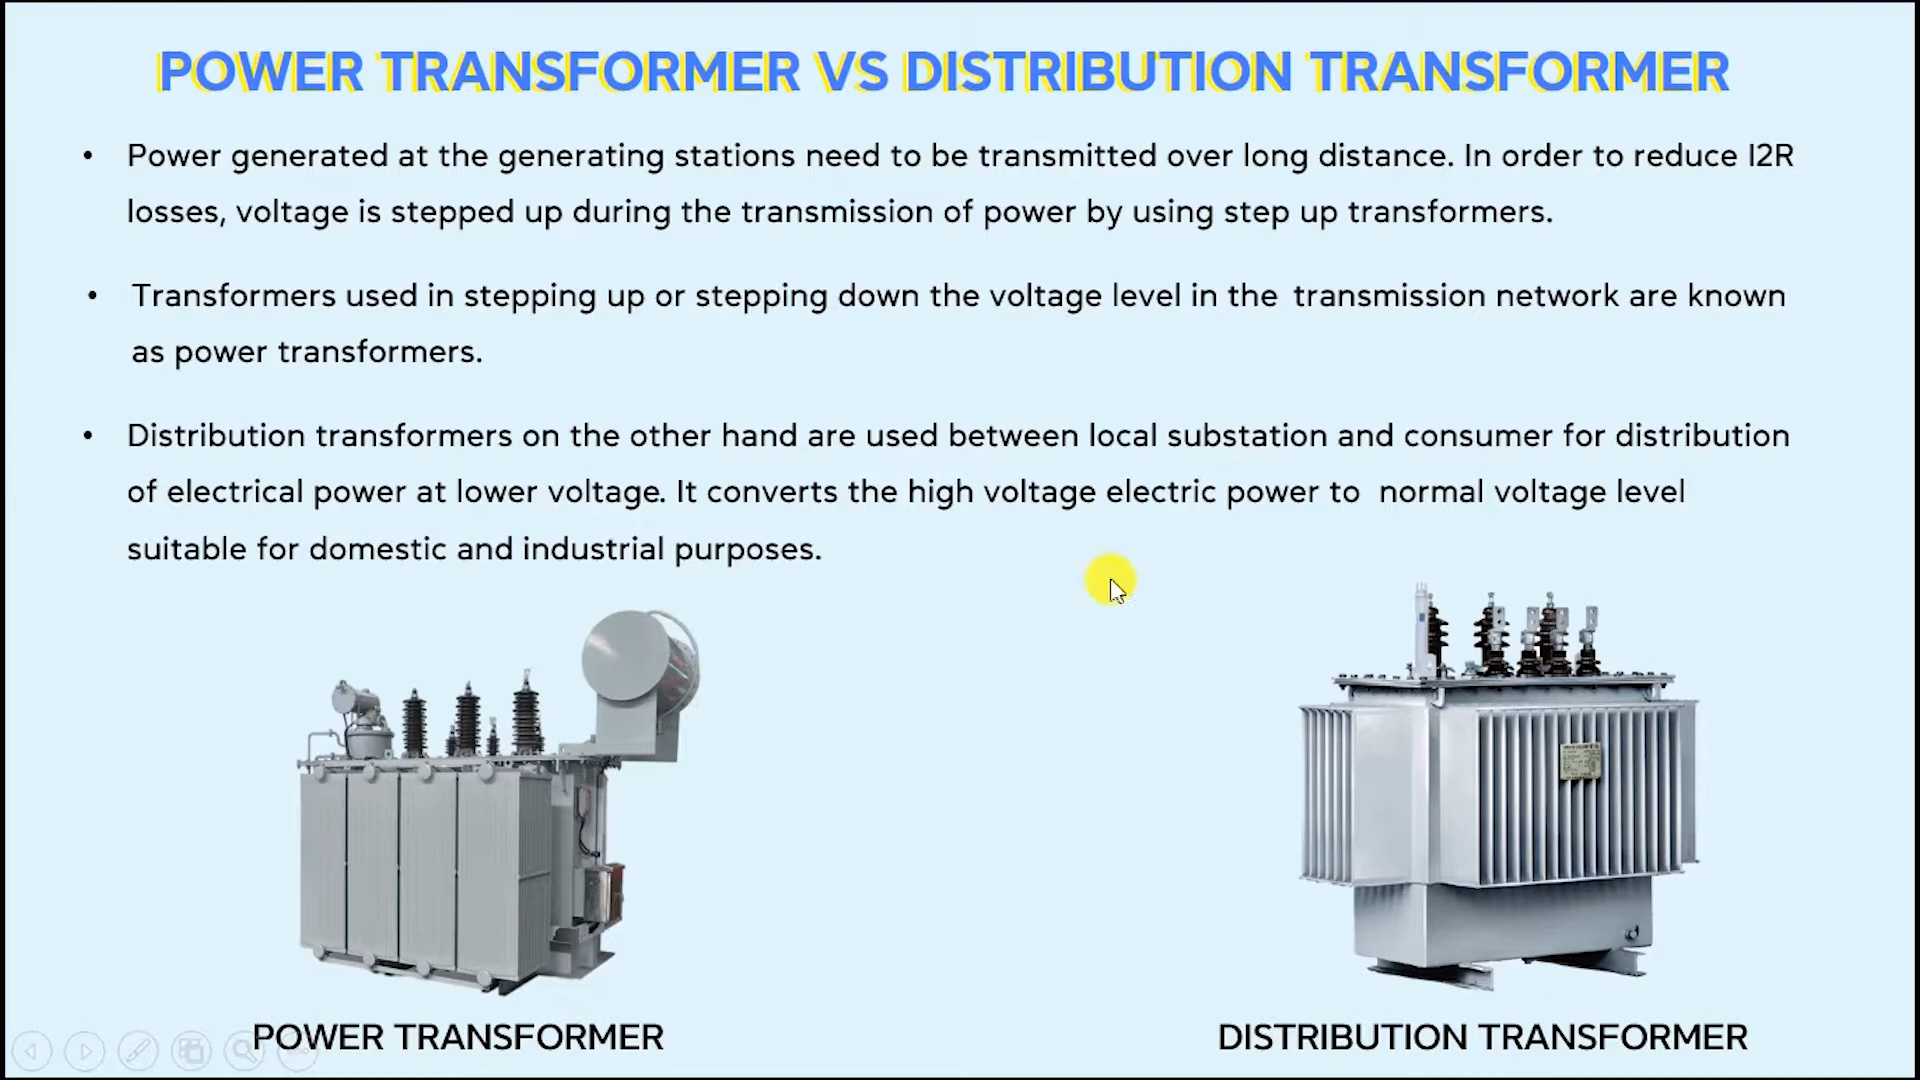 POWER TRANSFORMER VS DISTRIBUTION TRANSFORMER
• Power generated at the generating stations need to be transmitted over long distance. In order to reduce I2R
losses, voltage is stepped up during the transmission of power by using step up transformers.
• Transformers used in stepping up or stepping down the voltage level in the transmission network are known
as power transformers.
• Distribution transformers on the other hand are used between local substation and consumer for distribution
of electrical power at lower voltage. It converts the high voltage electric power to normal voltage level
suitable for domestic and industrial purposes.
POWER TRANSFORMER
DISTRIBUTION TRANSFORMER